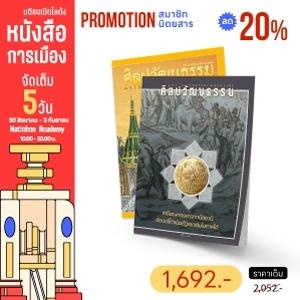 มติชนเปิดโรดัง
หนังสือ
การเมือง
จัดเต็ม
5 วัน
30 สิงหาคม - 3 กันยายน
Matichon Academy
10.00 - 20.00 น.
PROMOTION สมาชิก
นิตยสาร
ลด 20%
ศิลปวัฒนธรรม
ศิลปวัฒนธรรม
1,692.-
ราคาเต็ม
2,052.-